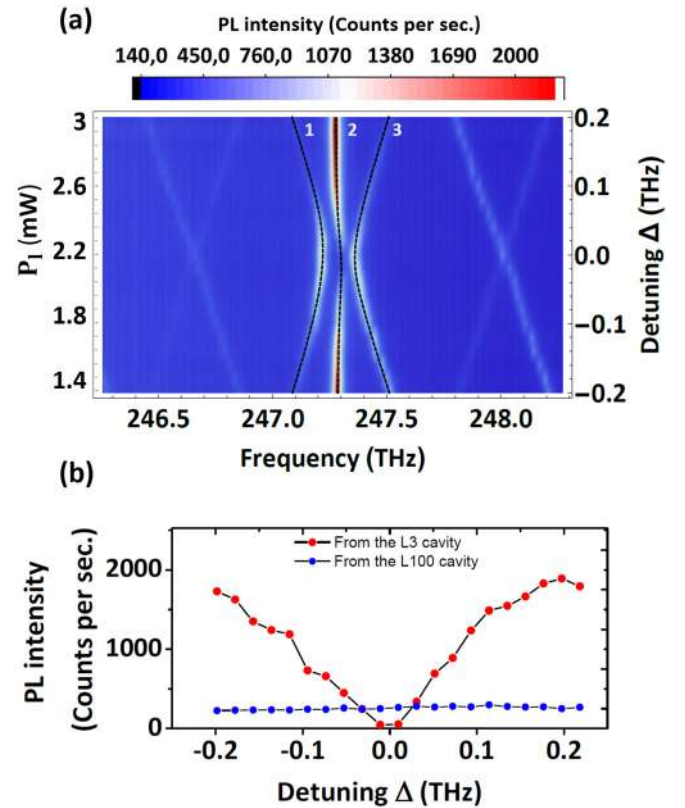 (a)
PL intensity (Counts per sec.)
140,0 450,0 760,0 1070 1380 1690 2000
3 1 2 3 0.2
2.6 0.1
2.2 0.0
1.8 −0.1
1.4 −0.2
P1 (mW)
Detuning Δ (THz)
246.5 247.0 247.5 248.0
Frequency (THz)
(b)
From the L3 cavity
From the L100 cavity
2000
1000
0
PL intensity
(Counts per sec.)
-0.2 -0.1 0.0 0.1 0.2
Detuning Δ (THz)